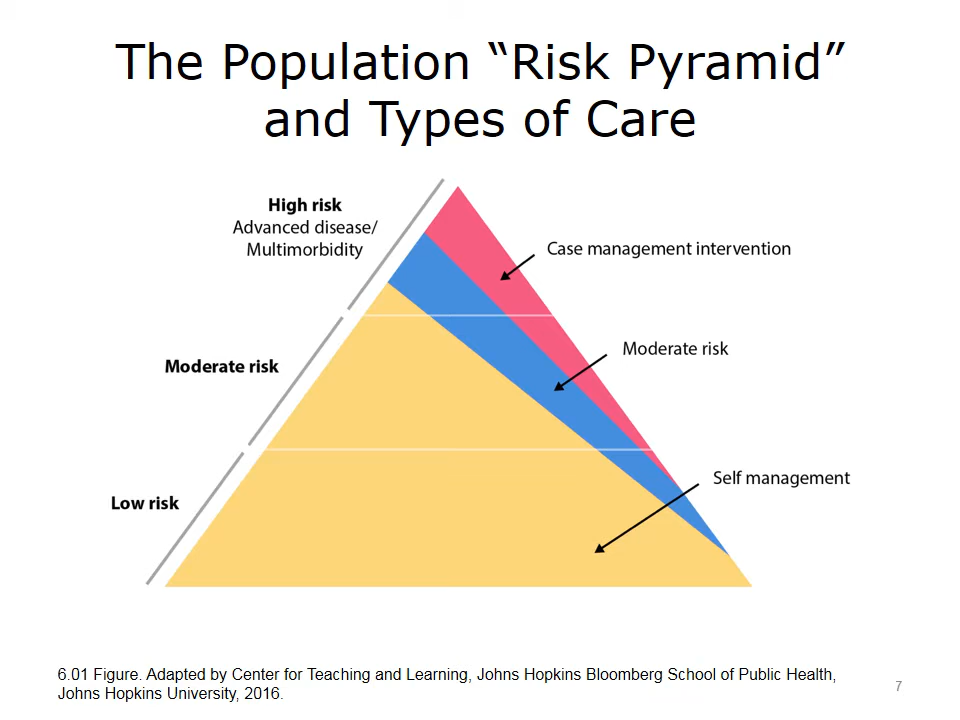 The Population “Risk Pyramid”
and Types of Care
High risk
Advanced disease/
Multimorbidity
Case management intervention
Moderate risk
Moderate risk
Self management
Low risk
6.01 Figure. Adapted by Center for Teaching and Learning, Johns Hopkins Bloomberg School of Public Health,
Johns Hopkins University, 2016.
7